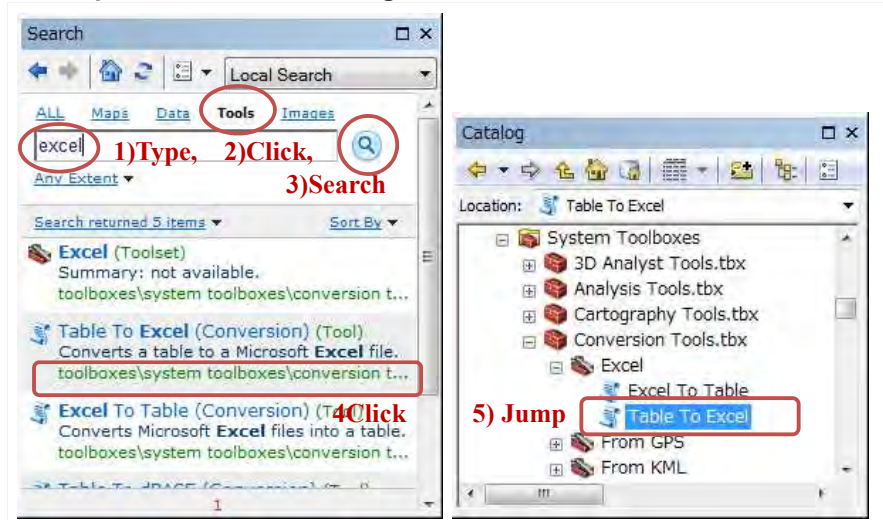 Search
Local Search
ALL Maps Data Tools Images
excel 1)Type, 2)Click,
Any Extent 3)Search
Search returned 5 items Sort By
Excel (Toolset)
Summary: not available.
toolboxes\system toolboxes\conversion t...
Table To Excel (Conversion) (Tool)
Converts a table to a Microsoft Excel file.
toolboxes\system toolboxes\conversion t...
Excel To Table (Conversion) (Tool)
4Click
Converts Microsoft Excel files into a table.
toolboxes\system toolboxes\conversion t...
Table To dBASE (Conversion)
1
Catalog
Location: Table To Excel
System Toolboxes
3D Analyst Tools.tbx
Analysis Tools.tbx
Cartography Tools.tbx
Conversion Tools.tbx
Excel
Excel To Table
5) Jump Table To Excel
From GPS
From KML